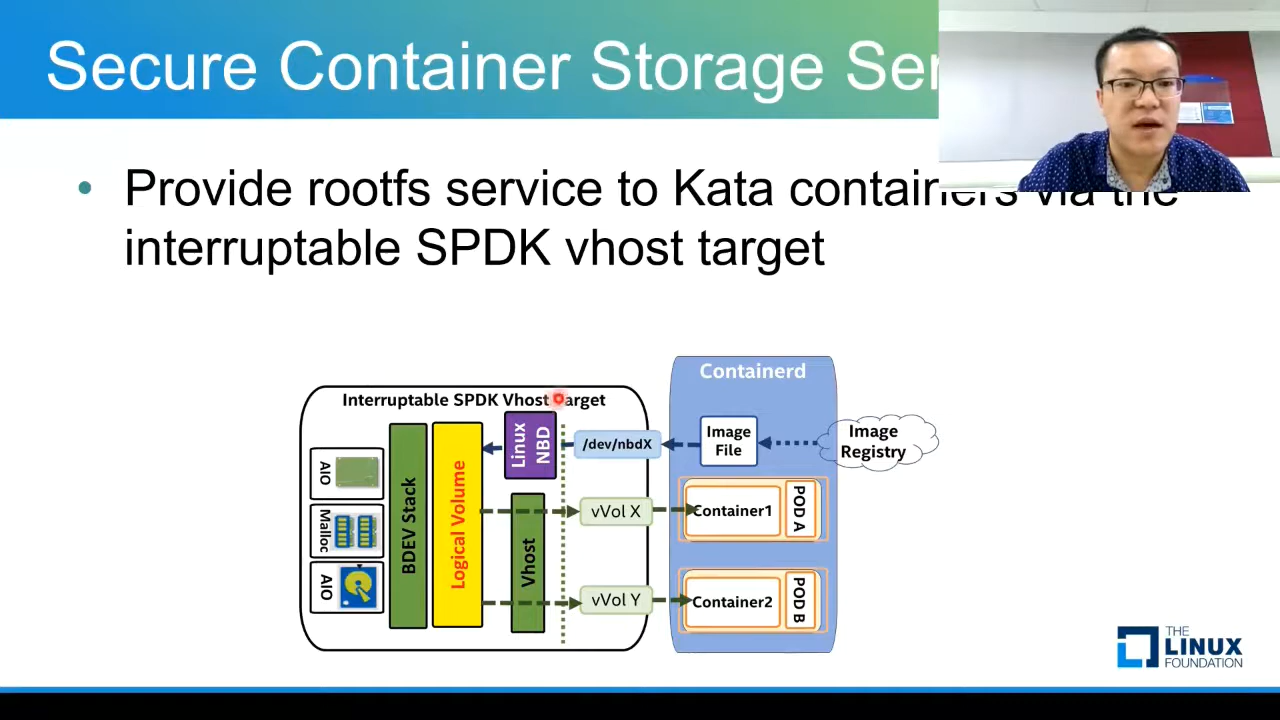 Secure Container Storage Ser
Provide rootfs service to Kata containers via the
interruptable SPDK vhost target
Containerd
Interruptable SPDK Vhost Target
Linux
NBD
/dev/nbdX
Image
File
Image
Registry
AIO
Malloc
AIO
BDEV Stack
Logical Volume
Vhost
vVol X
Container1
POD A
vVol Y
Container2
POD B
THE
LINUX
FOUNDATION